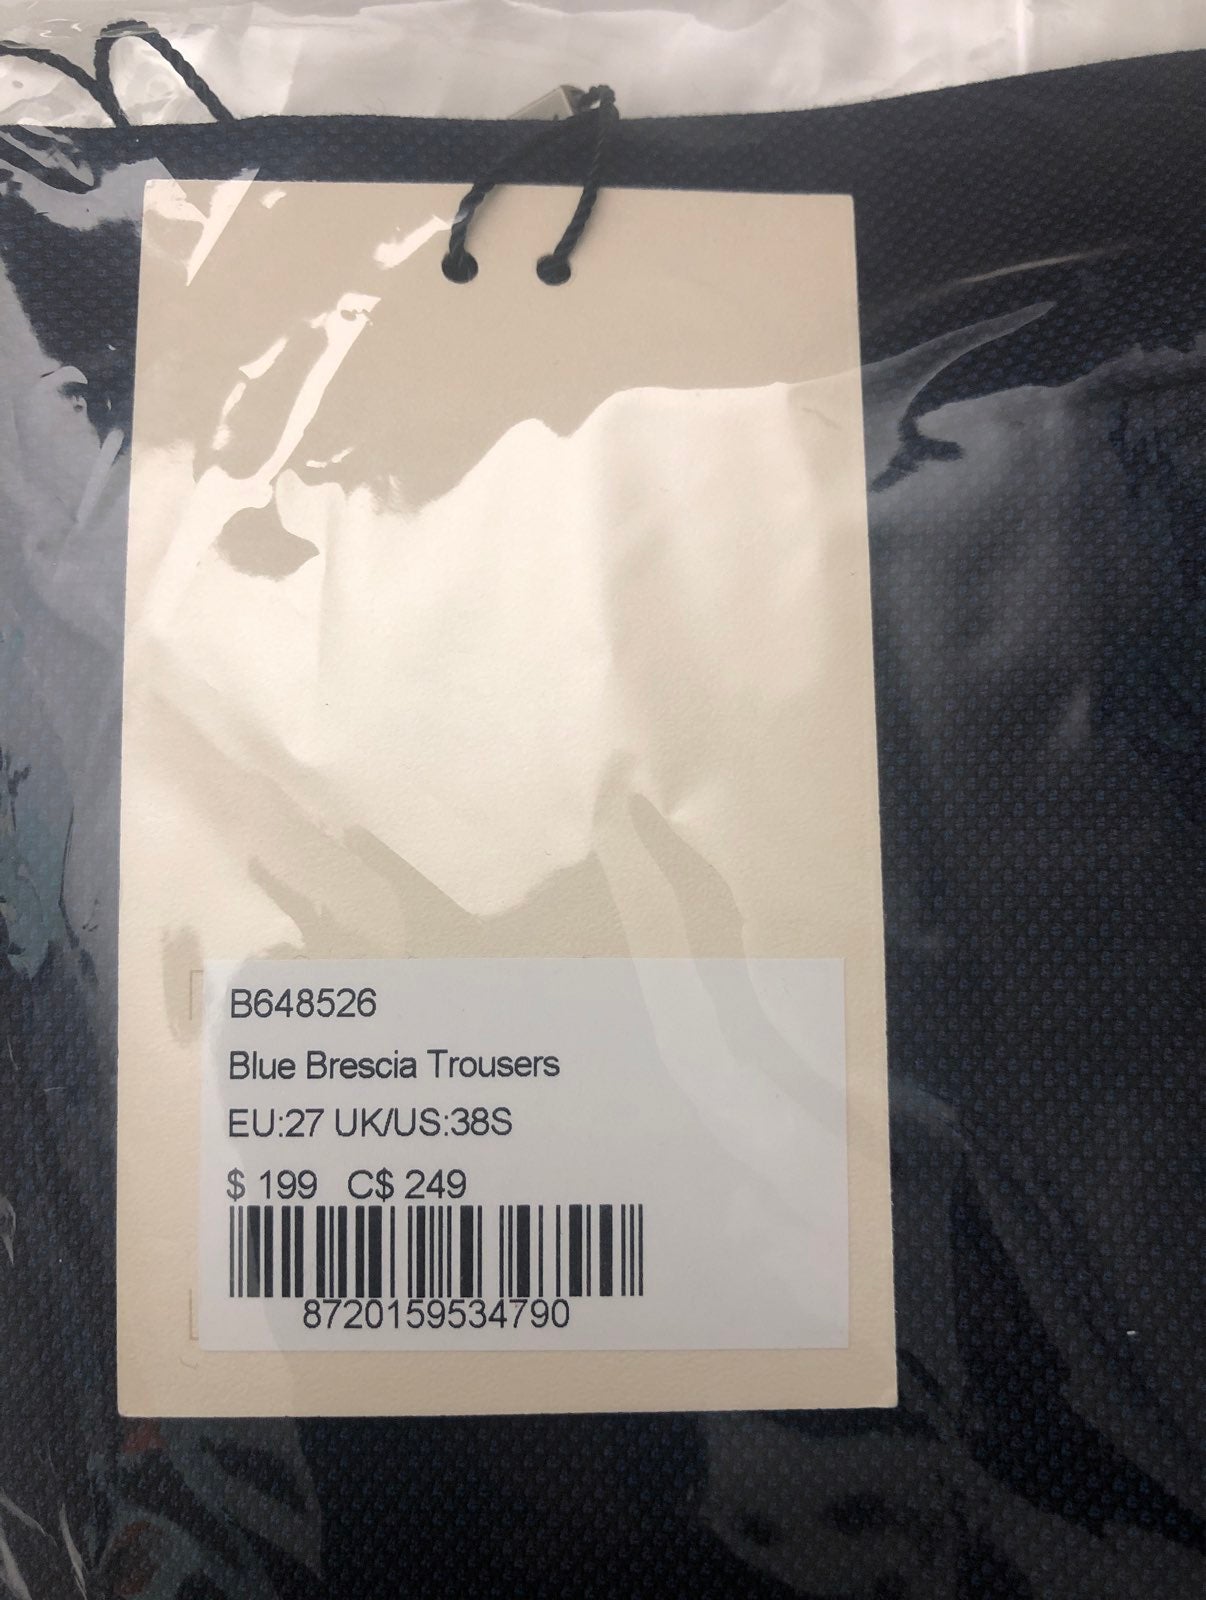 B648526
Blue Brescia Trousers
EU:27 UK/US:38S
$ 199 C$ 249
8720159534790